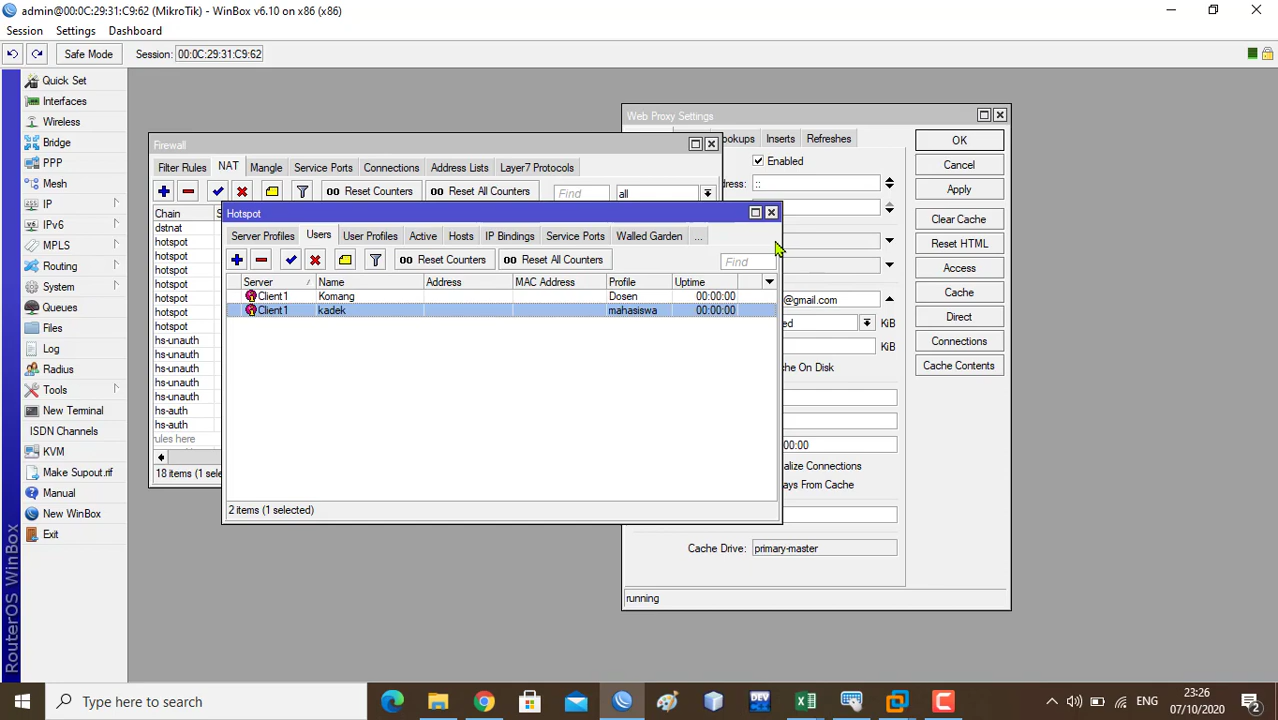 admin@00:0C:29:31:C9:62 (MikroTik) - WinBox v6.10 on x86 (x86)
Session Settings Dashboard
Safe Mode Session: 00:0C:29:31:C9:62
Quick Set
Interfaces
Wireless
Bridge
PPP
Mesh
IP
IPv6
MPLS
Routing
System
Queues
Files
Log
Radius
Tools
New Terminal
ISDN Channels
KVM
Make Supout.rif
Manual
New WinBox
Exit
RouterOS WinBox
Web Proxy Settings
ookups Inserts Refreshes
Enabled
dress: ::
@gmail.com
ed KiB
KiB
che On Disk
00:00
alize Connections
ays From Cache
Cache Drive: primary-master
running
OK
Cancel
Apply
Clear Cache
Reset HTML
Access
Cache
Direct
Connections
Cache Contents
Firewall
Filter Rules NAT Mangle Service Ports Connections Address Lists Layer7 Protocols
00 Reset Counters 00 Reset All Counters Find all
Chain
dstnat
hotspot
hotspot
hotspot
hotspot
hotspot
hotspot
hotspot
hs-unauth
hs-unauth
hs-unauth
hs-unauth
hs-unauth
hs-auth
hs-auth
rules here
18 items (1 sele
Hotspot
Server Profiles Users User Profiles Active Hosts IP Bindings Service Ports Walled Garden ...
00 Reset Counters 00 Reset All Counters Find
Server Name Address MAC Address Profile Uptime
Client1 Komang Dosen 00:00:00
Client1 kadek mahasiswa 00:00:00
2 items (1 selected)
Type here to search
DEV
ENG
23:26
07/10/2020
2